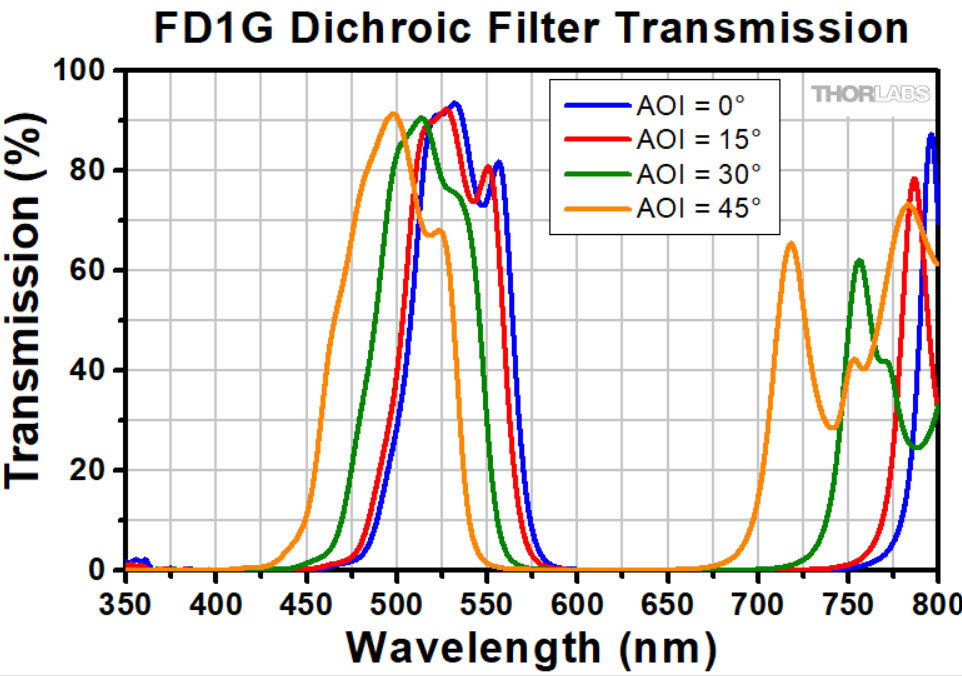 FD1G Dichroic Filter Transmission
Transmission (%)
100
80
60
40
20
0
AOI = 0°
AOI = 15°
AOI = 30°
AOI = 45°
THORLABS
350 400 450 500 550 600 650 700 750 800
Wavelength (nm)